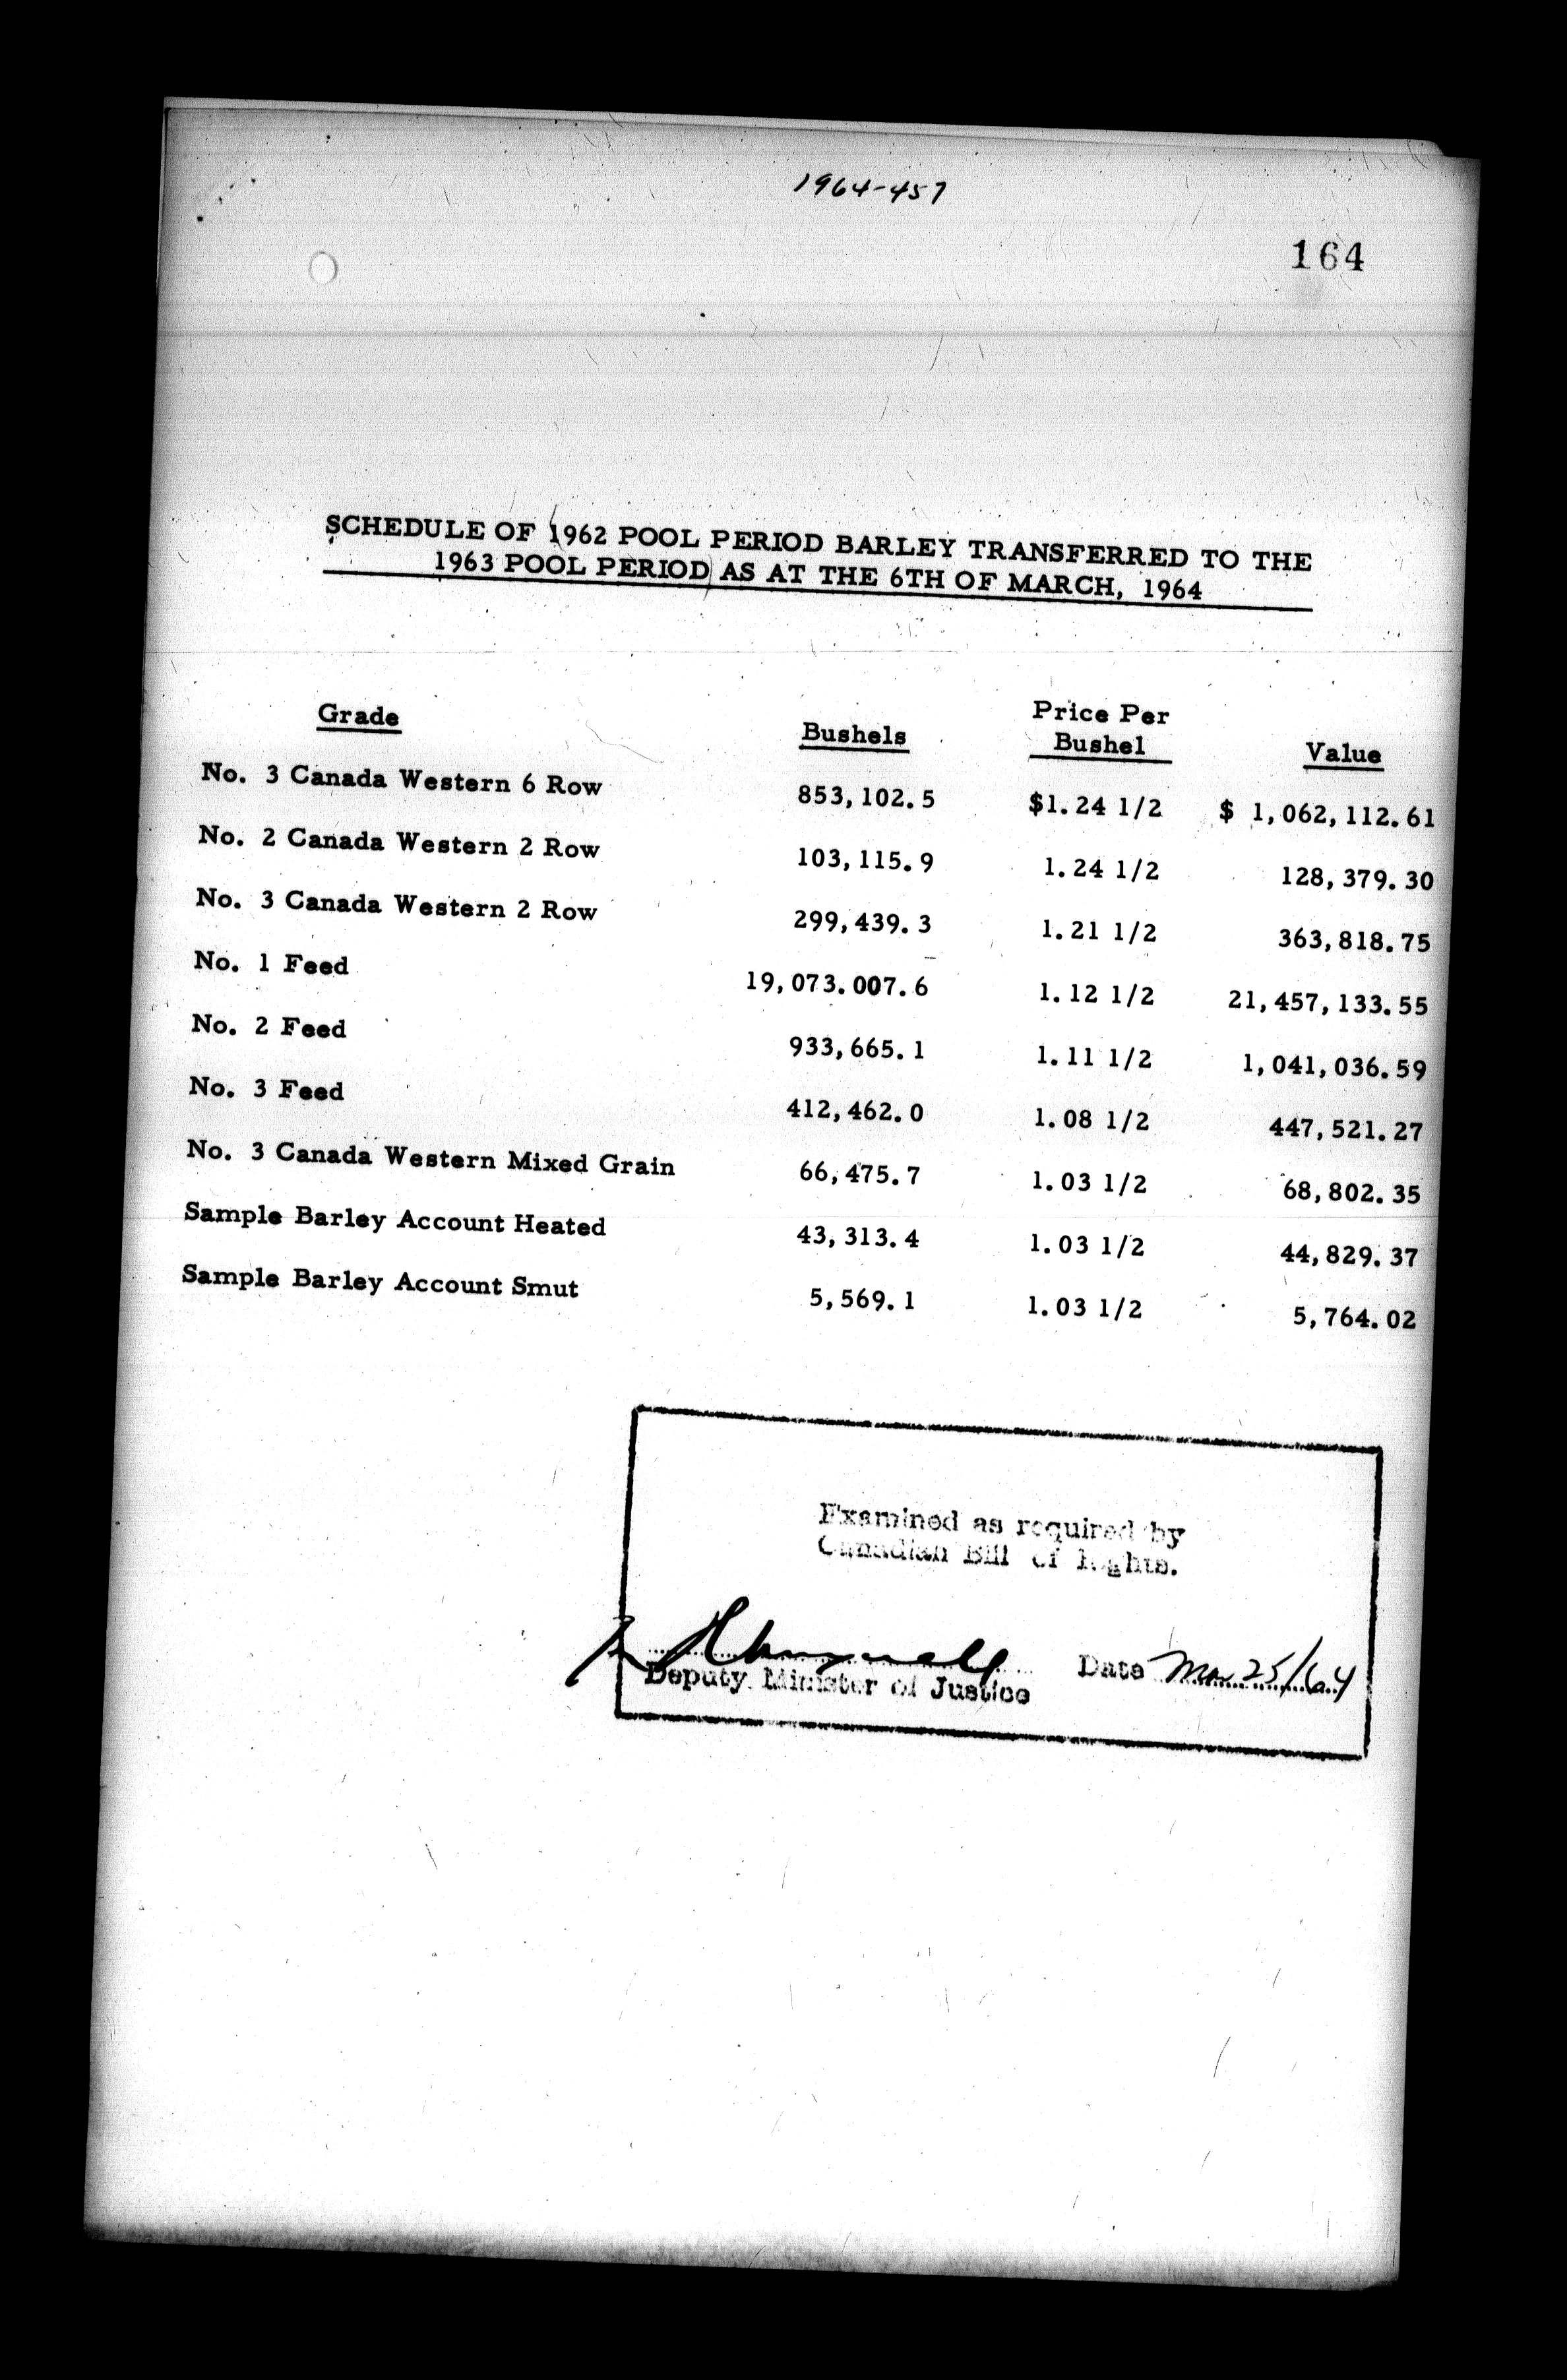 1964-457
164
SCHEDULE OF 1962 POOL PERIOD BARLEY TRANSFERRED TO THE
1963 POOL PERIOD AS AT THE 6TH OF MARCH, 1964
Grade Bushels Price Per Bushel Value
No. 3 Canada Western 6 Row 853,102.5 $1.24 1/2 $ 1,062,112.61
No. 2 Canada Western 2 Row 103,115.9 1.24 1/2 128,379.30
No. 3 Canada Western 2 Row 299,439.3 1.21 1/2 363,818.75
No. 1 Feed 19,073.007.6 1.12 1/2 21,457,133.55
No. 2 Feed 933,665.1 1.11 1/2 1,041,036.59
No. 3 Feed 412,462.0 1.08 1/2 447,521.27
No. 3 Canada Western Mixed Grain 66,475.7 1.03 1/2 68,802.35
Sample Barley Account Heated 43,313.4 1.03 1/2 44,829.37
Sample Barley Account Smut 5,569.1 1.03 1/2 5,764.02
Examined as required by
Canadian Bill of Rights.
Deputy Minister of Justice Date Mar 25/64